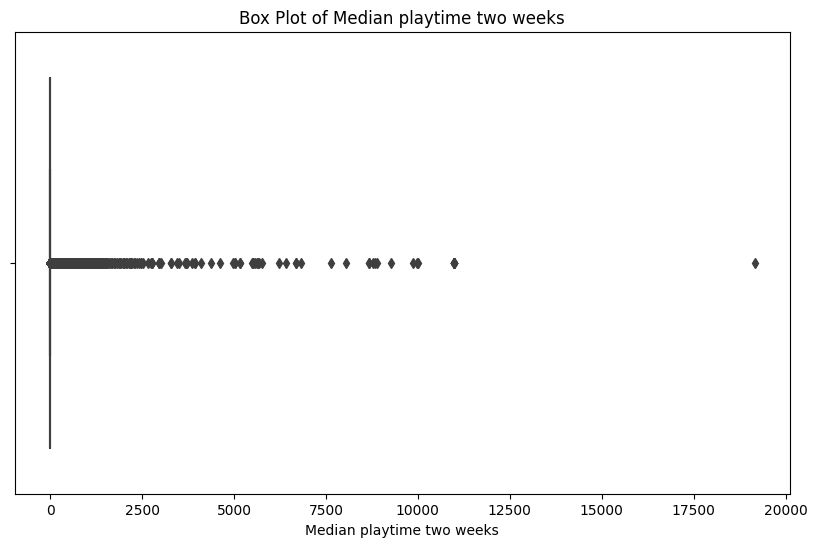 Box Plot of Median playtime two weeks
0 2500 5000 7500 10000 12500 15000 17500 20000
Median playtime two weeks